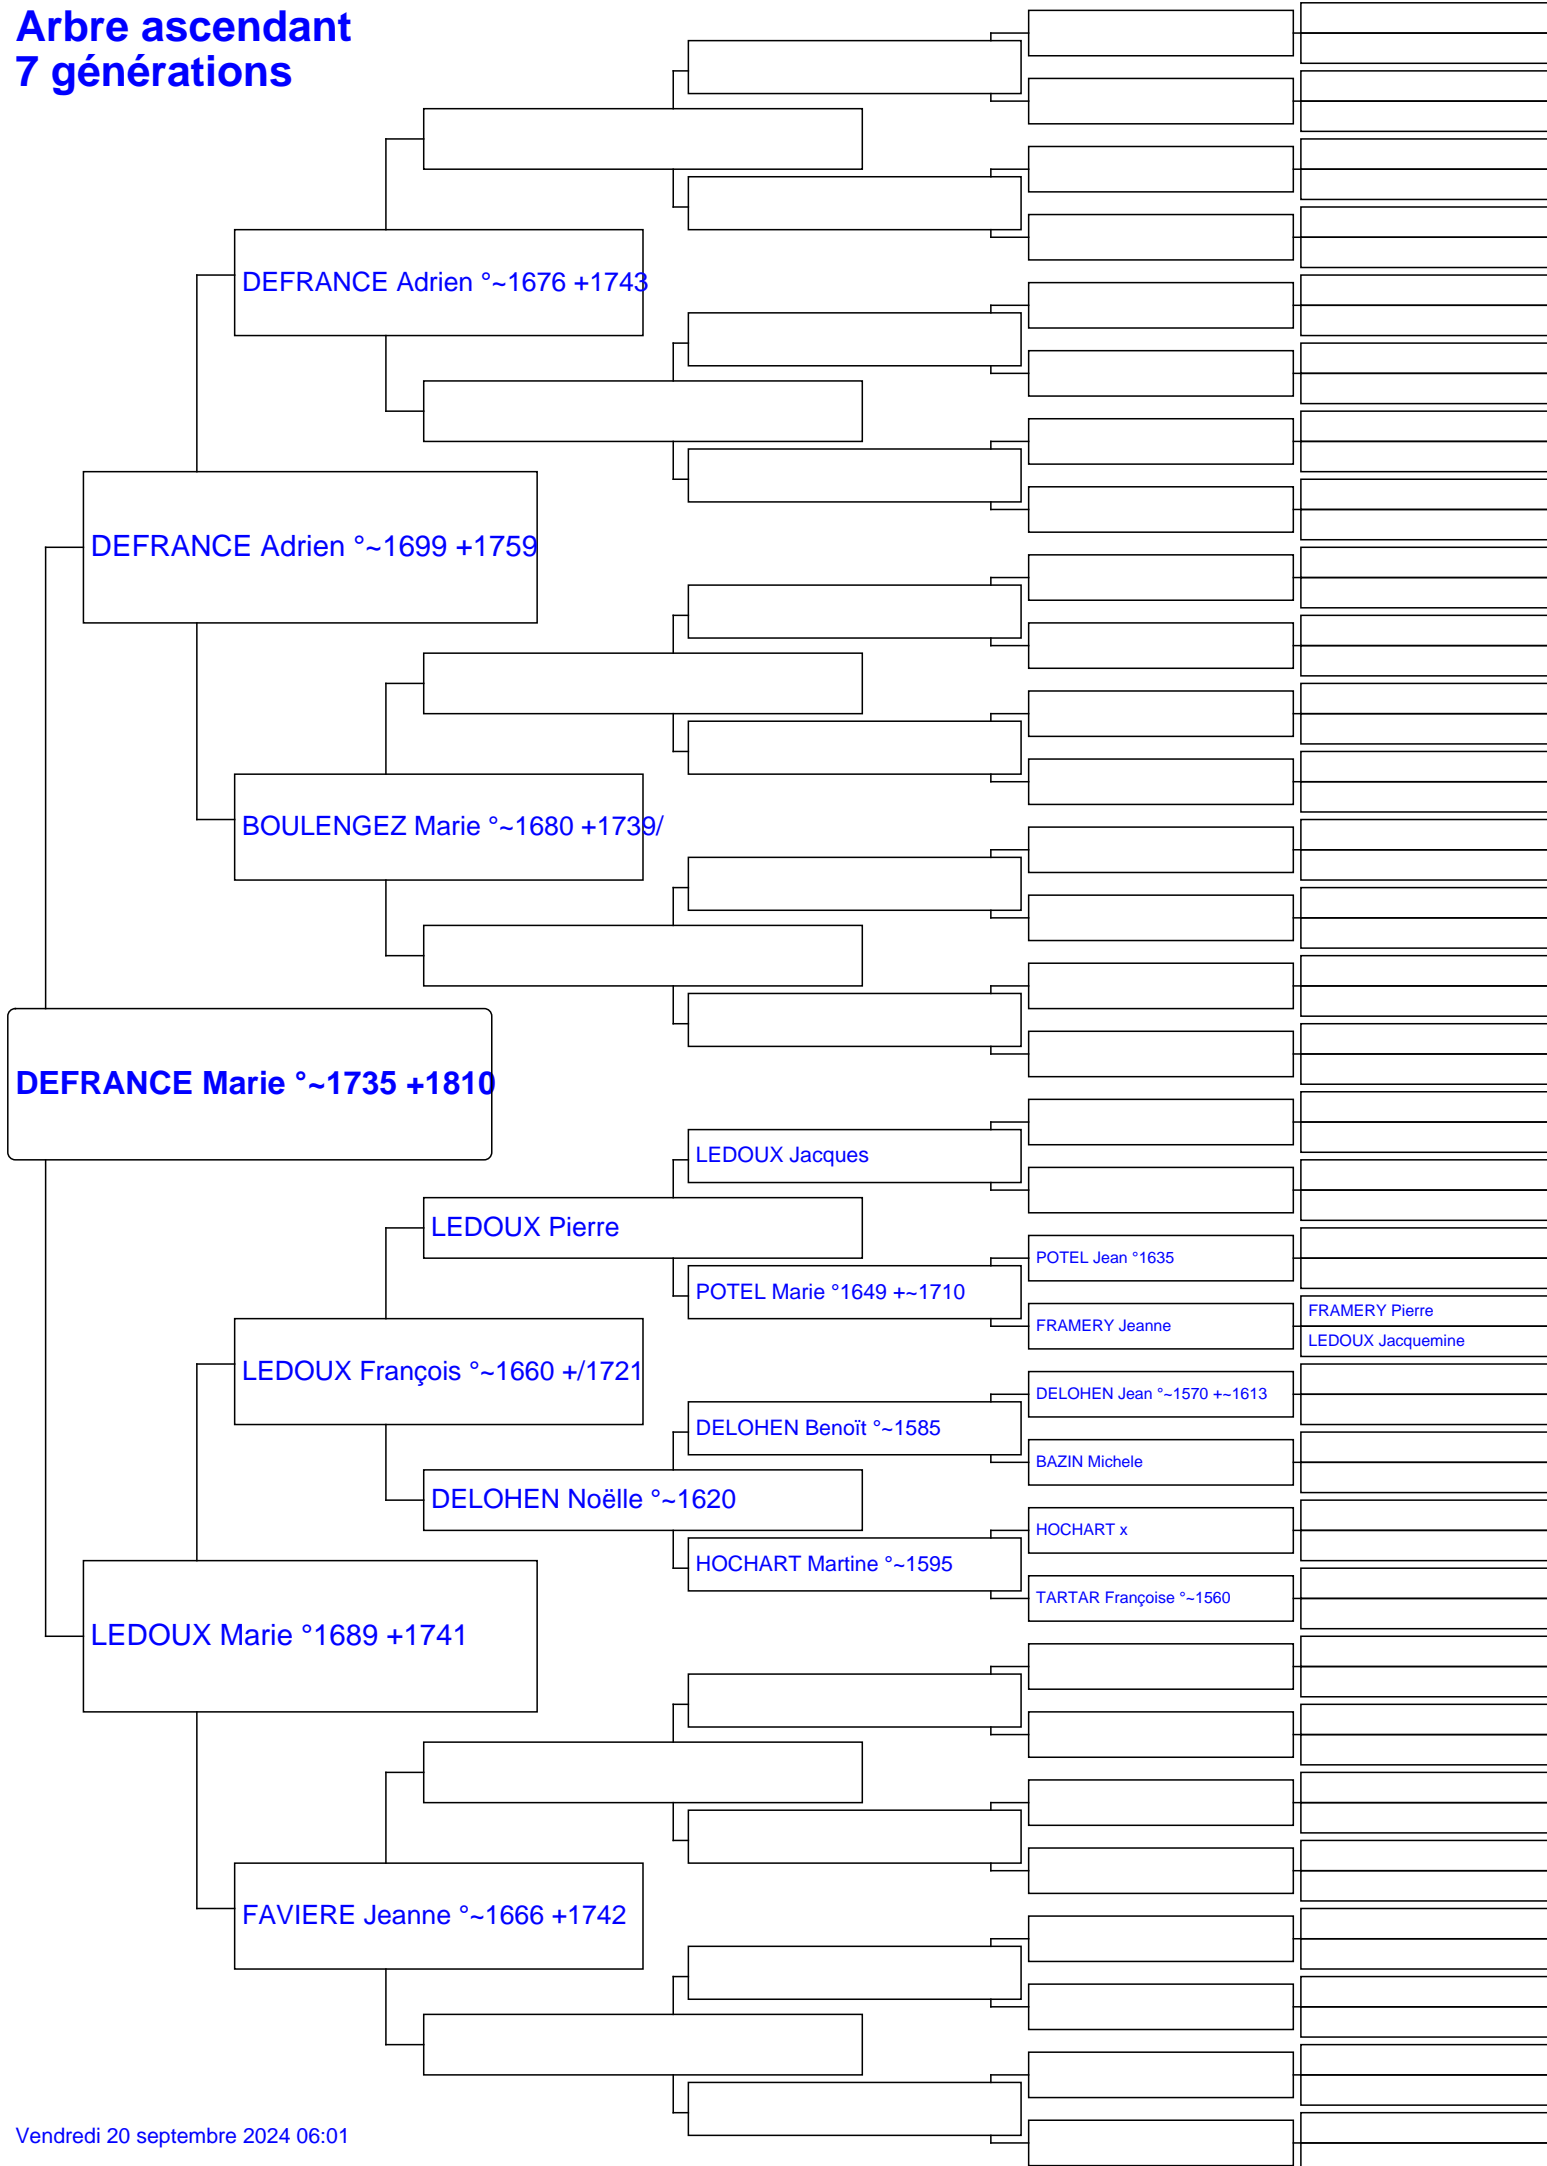 Arbre ascendant
7 générations
DEFRANCE Adrien °~1676 +1743
DEFRANCE Adrien °~1699 +1759
BOULENGEZ Marie °~1680 +1739/
DEFRANCE Marie °~1735 +1810
LEDOUX Jacques
LEDOUX Pierre
POTEL Jean °1635
POTEL Marie °1649 +~1710
FRAMERY Pierre
FRAMERY Jeanne
LEDOUX Jacquemine
LEDOUX François °~1660 +/1721
DELOHEN Jean °~1570 +~1613
DELOHEN Benoït °~1585
BAZIN Michele
DELOHEN Noëlle °~1620
HOCHART x
HOCHART Martine °~1595
TARTAR Françoise °~1560
LEDOUX Marie °1689 +1741
FAVIERE Jeanne °~1666 +1742
Vendredi 20 septembre 2024 06:01